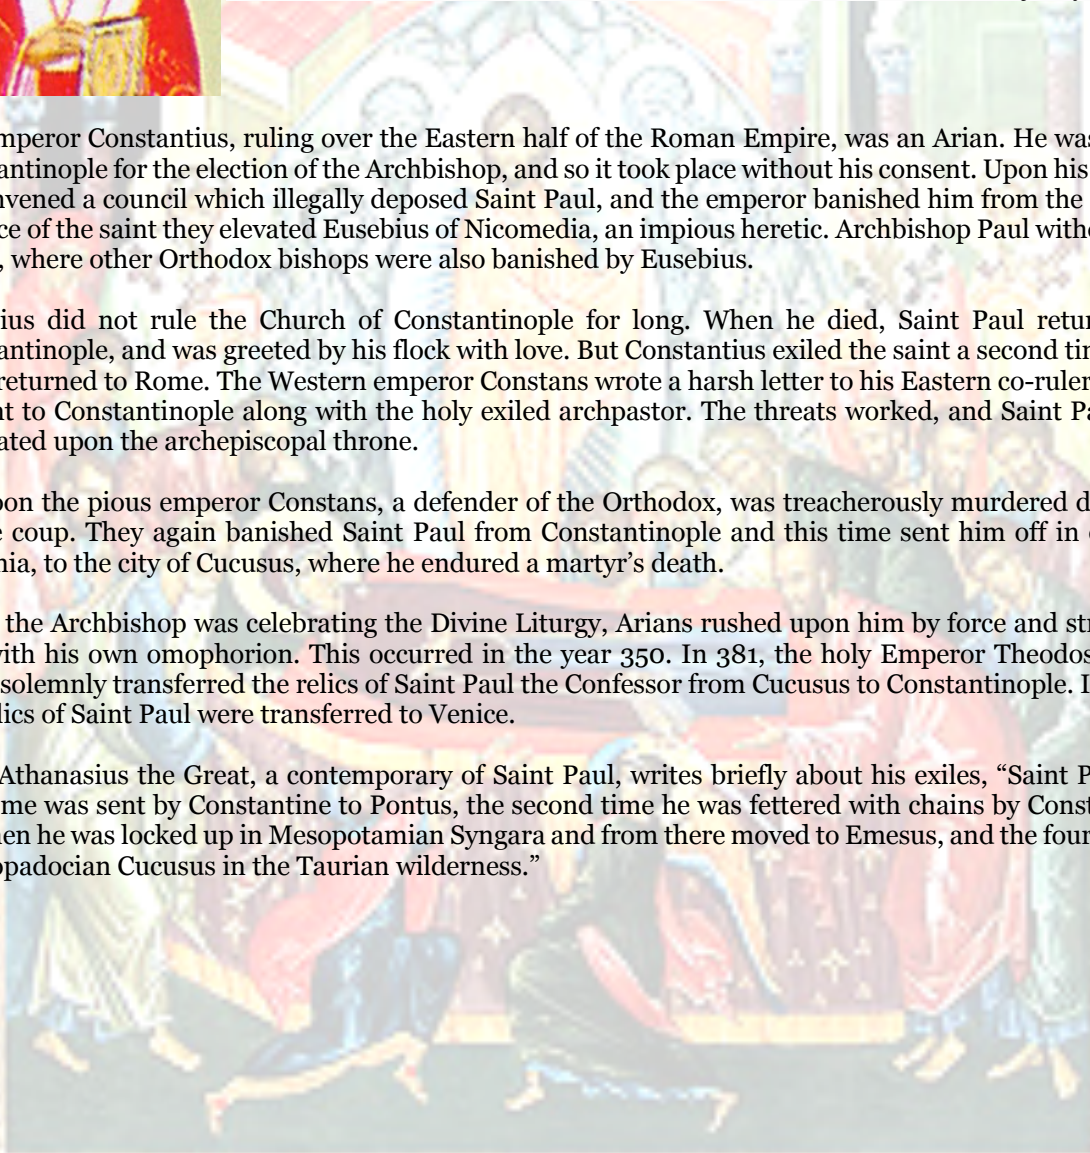 mperor Constantius, ruling over the Eastern half of the Roman Empire, was an Arian. He was
antinople for the election of the Archbishop, and so it took place without his consent. Upon his
nvened a council which illegally deposed Saint Paul, and the emperor banished him from the
ce of the saint they elevated Eusebius of Nicomedia, an impious heretic. Archbishop Paul withd
, where other Orthodox bishops were also banished by Eusebius.
ius did not rule the Church of Constantinople for long. When he died, Saint Paul retur
antinople, and was greeted by his flock with love. But Constantius exiled the saint a second tim
returned to Rome. The Western emperor Constans wrote a harsh letter to his Eastern co-ruler
nt to Constantinople along with the holy exiled archpastor. The threats worked, and Saint Pa
ated upon the archepiscopal throne.
oon the pious emperor Constans, a defender of the Orthodox, was treacherously murdered d
e coup. They again banished Saint Paul from Constantinople and this time sent him off in
nia, to the city of Cucusus, where he endured a martyr’s death.
the Archbishop was celebrating the Divine Liturgy, Arians rushed upon him by force and str
with his own omophorion. This occurred in the year 350. In 381, the holy Emperor Theodos
solemnly transferred the relics of Saint Paul the Confessor from Cucusus to Constantinople. I
lics of Saint Paul were transferred to Venice.
Athanasius the Great, a contemporary of Saint Paul, writes briefly about his exiles, “Saint P
me was sent by Constantine to Pontus, the second time he was fettered with chains by Const
hen he was locked up in Mesopotamian Syngara and from there moved to Emesus, and the four
ppadocian Cucusus in the Taurian wilderness.”